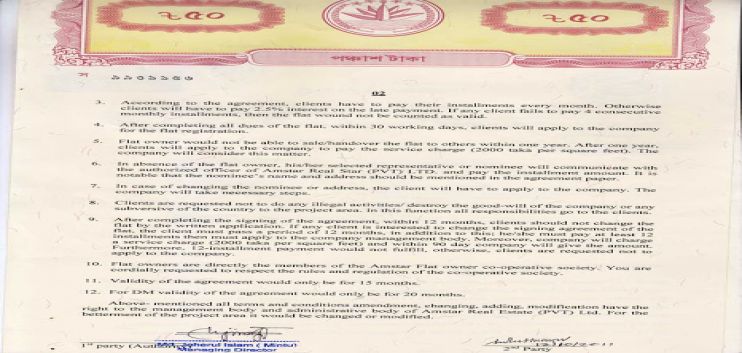 ৳৫০ ৳৫০
পঞ্চাশ টাকা
02
3. According to the agreement, clients have to pay their installments every month. Otherwise
clients will have to pay 2.5% interest on the late payment. If any client fails to pay 4 consecutive
monthly installments, then the flat wound not be counted as valid.
4. After completing all dues of the flat, within 30 working days, clients will apply to the company
for the flat registration.
5. Flat owner would not be able to sale/handover the flat to others within one year. After one year,
clients will apply to the company to pay the service charge (2000 taka per square feet). The
company will consider this matter.
6. In absence of the flat owner, his/her selected representative or nominee will communicate with
the authorized officer of Amstar Real Star (PVT) LTD. and pay the installment amount. It is
notable that the nominee's name and address should be mentioned in the agreement paper.
7. In case of changing the nominee or address, the client will have to apply to the company. The
company will take necessary steps.
8. Clients are requested not to do any illegal activities/ destroy the good-will of the company or any
subversive of the country to the project area. In this function all responsibilities go to the clients.
9. After completing the signing of the agreement, within 12 months, clients should not change the
flat by the written application. If any client is interested to change the signing agreement of the
flat, the client must pass a period of 12 months, in addition to this; he/she must pay at least 12
installments then must apply to the company management body. Moreover, company will charge
a service charge (2000 taka per square feet) and within 90 day company will give the amount.
Furthermore, 12-installment payment would not fulfill, otherwise, clients are requested not to
apply to the company.
10. Flat owners are directly the members of the Amstar Flat owner co-operative society. You are
cordially requested to respect the rules and regulation of the co-operative society.
11. Validity of the agreement would only be for 15 months.
12. For DM validity of the agreement would only be for 20 months.
Above- mentioned all terms and conditions amendment, changing, adding, modification have the
right to the management body and administrative body of Amstar Real Estate (PVT) Ltd. For the
betterment of the project area it would be changed or modified.
1st party Md. Joherul Islam ( Mintu) 2nd Party
Managing Director